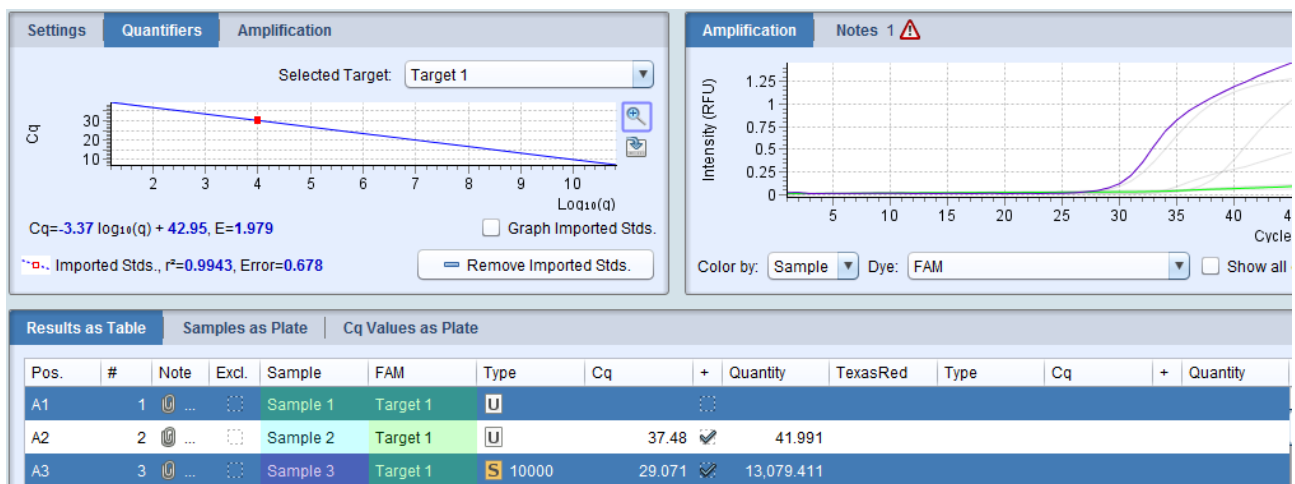 Settings Quantifiers Amplification
Selected Target: Target 1
Cq
30
20
10
2 3 4 5 6 7 8 9 10
Log₁₀(q)
Cq=-3.37 log₁₀(q) + 42.95, E=1.979
Graph Imported Stds.
Imported Stds., r²=0.9943, Error=0.678
Remove Imported Stds.
Amplification Notes 1
Intensity (RFU)
1.25
1
0.75
0.5
0.25
0
5 10 15 20 25 30 35 40 4
Cycle
Color by: Sample Dye: FAM Show all
Results as Table Samples as Plate Cq Values as Plate
Pos. # Note Excl. Sample FAM Type Cq + Quantity TexasRed Type Cq + Quantity
A1 1 ... Sample 1 Target 1 U
A2 2 ... Sample 2 Target 1 U 37.48 41.991
A3 3 ... Sample 3 Target 1 S 10000 29.071 13,079.411